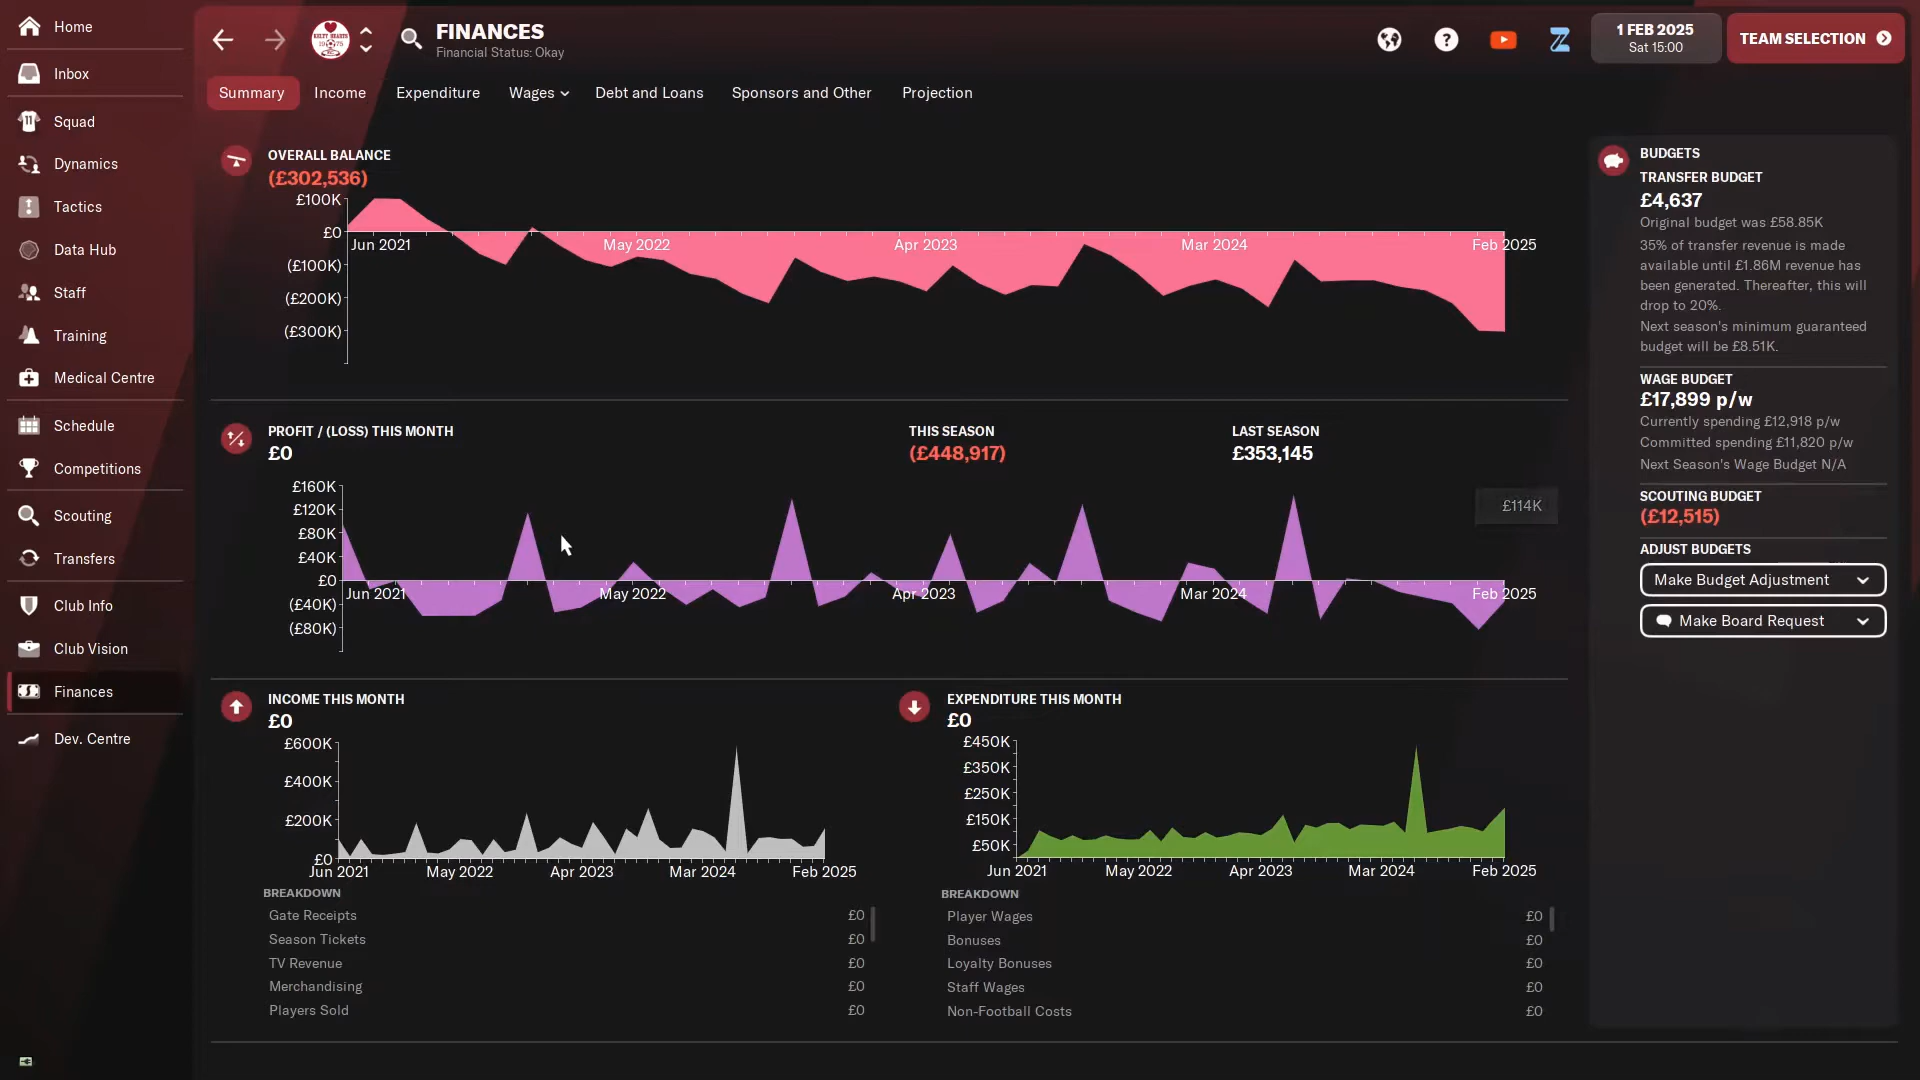 Home
Inbox
Squad
Dynamics
Tactics
Data Hub
Staff
Training
Medical Centre
Schedule
Competitions
Scouting
Transfers
Club Info
Club Vision
Finances
Dev. Centre
KELTY HEARTS
1975
FINANCES
Financial Status: Okay
1 FEB 2025
Sat 15:00
TEAM SELECTION
Summary Income Expenditure Wages Debt and Loans Sponsors and Other Projection
OVERALL BALANCE
(£302,536)
£100K
£0
(£100K)
(£200K)
(£300K)
Jun 2021 May 2022 Apr 2023 Mar 2024 Feb 2025
PROFIT / (LOSS) THIS MONTH
£0
THIS SEASON
(£448,917)
LAST SEASON
£353,145
£160K
£120K
£80K
£40K
£0
(£40K)
(£80K)
£114K
Jun 2021 May 2022 Apr 2023 Mar 2024 Feb 2025
INCOME THIS MONTH
£0
£600K
£400K
£200K
£0
Jun 2021 May 2022 Apr 2023 Mar 2024 Feb 2025
BREAKDOWN
Gate Receipts £0
Season Tickets £0
TV Revenue £0
Merchandising £0
Players Sold £0
EXPENDITURE THIS MONTH
£0
£450K
£350K
£250K
£150K
£50K
Jun 2021 May 2022 Apr 2023 Mar 2024 Feb 2025
BREAKDOWN
Player Wages £0
Bonuses £0
Loyalty Bonuses £0
Staff Wages £0
Non-Football Costs £0
BUDGETS
TRANSFER BUDGET
£4,637
Original budget was £58.85K
35% of transfer revenue is made
available until £1.86M revenue has
been generated. Thereafter, this will
drop to 20%.
Next season's minimum guaranteed
budget will be £8.51K.
WAGE BUDGET
£17,899 p/w
Currently spending £12,918 p/w
Committed spending £11,820 p/w
Next Season's Wage Budget N/A
SCOUTING BUDGET
(£12,515)
ADJUST BUDGETS
Make Budget Adjustment
Make Board Request